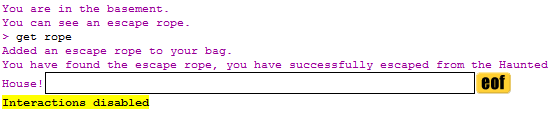 You are in the basement.
You can see an escape rope.
> get rope
Added an escape rope to your bag.
You have found the escape rope, you have successfully escaped from the Haunted
House! eof
Interactions disabled